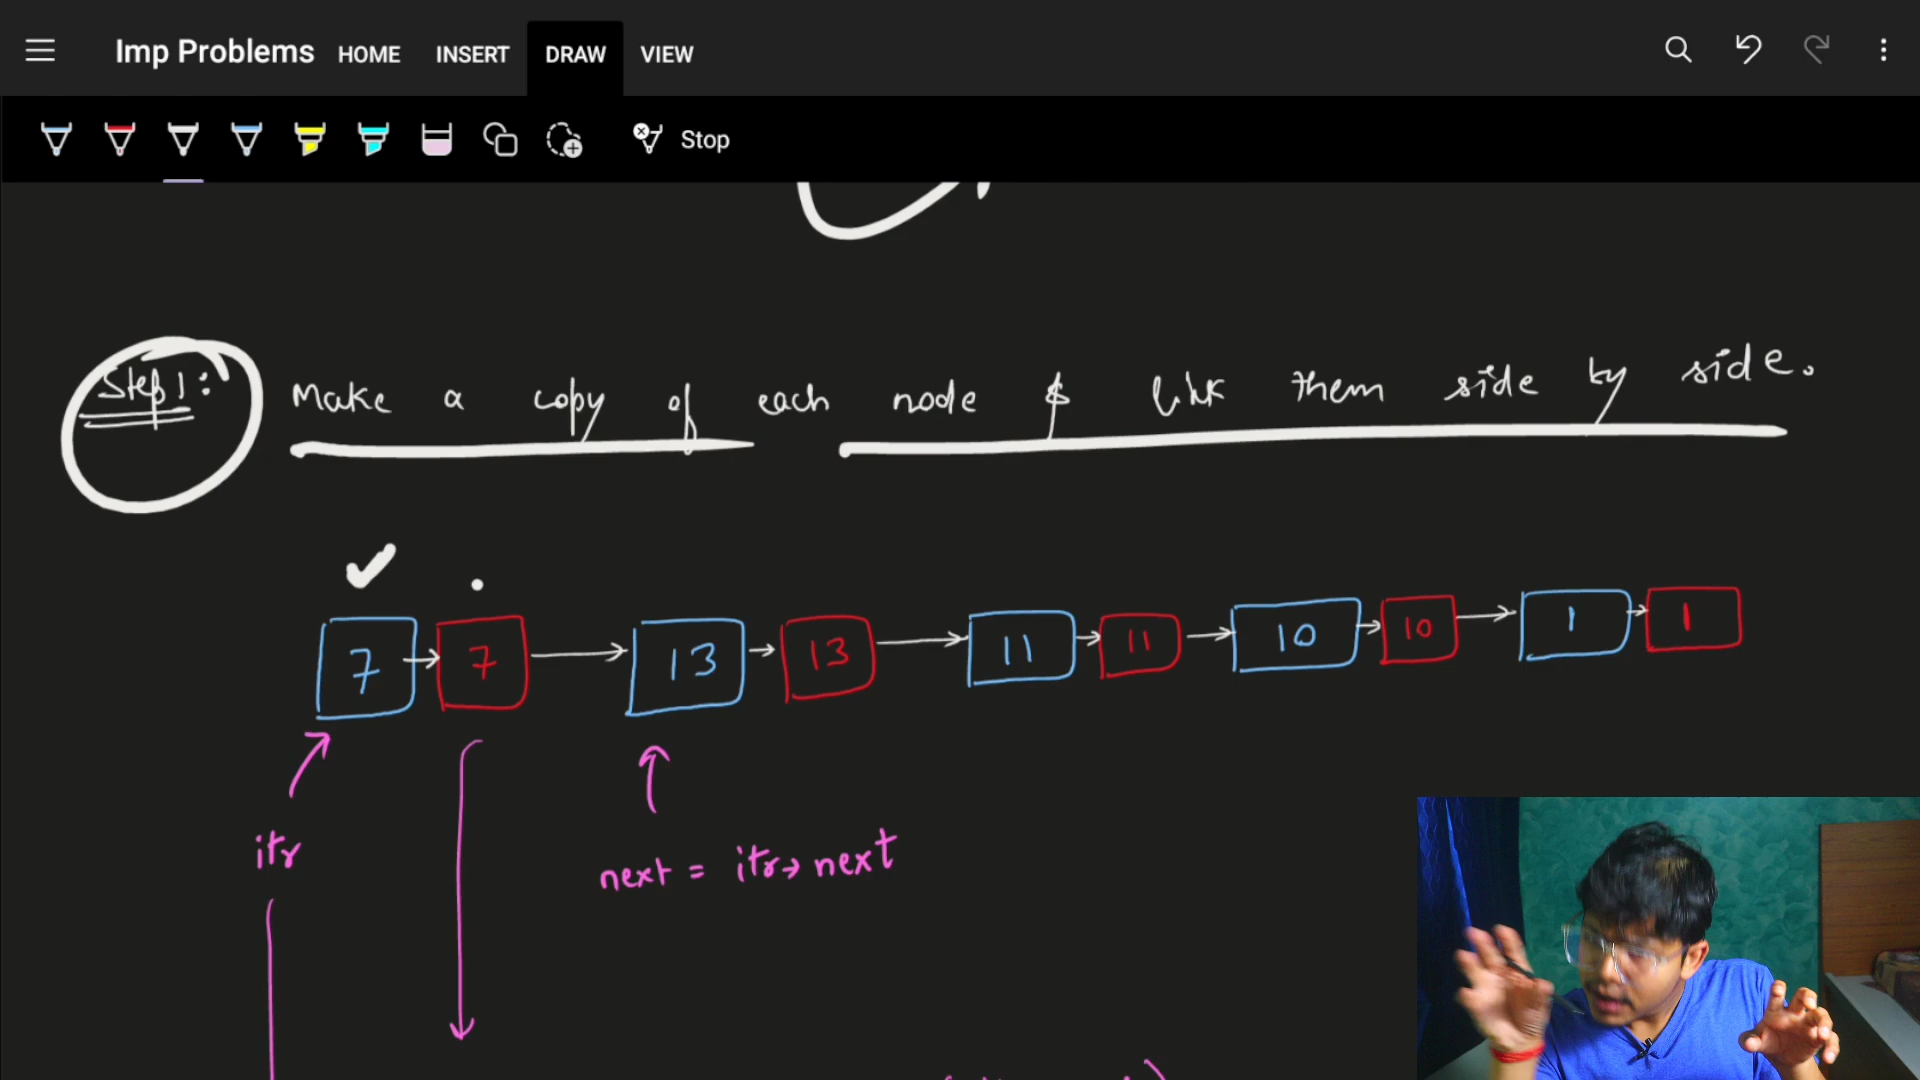 Imp Problems HOME INSERT DRAW VIEW
Stop
Step 1: Make a copy of each node & link them side by side.
7 7 13 13 11 11 10 10 1 1
itr
next = itr→next